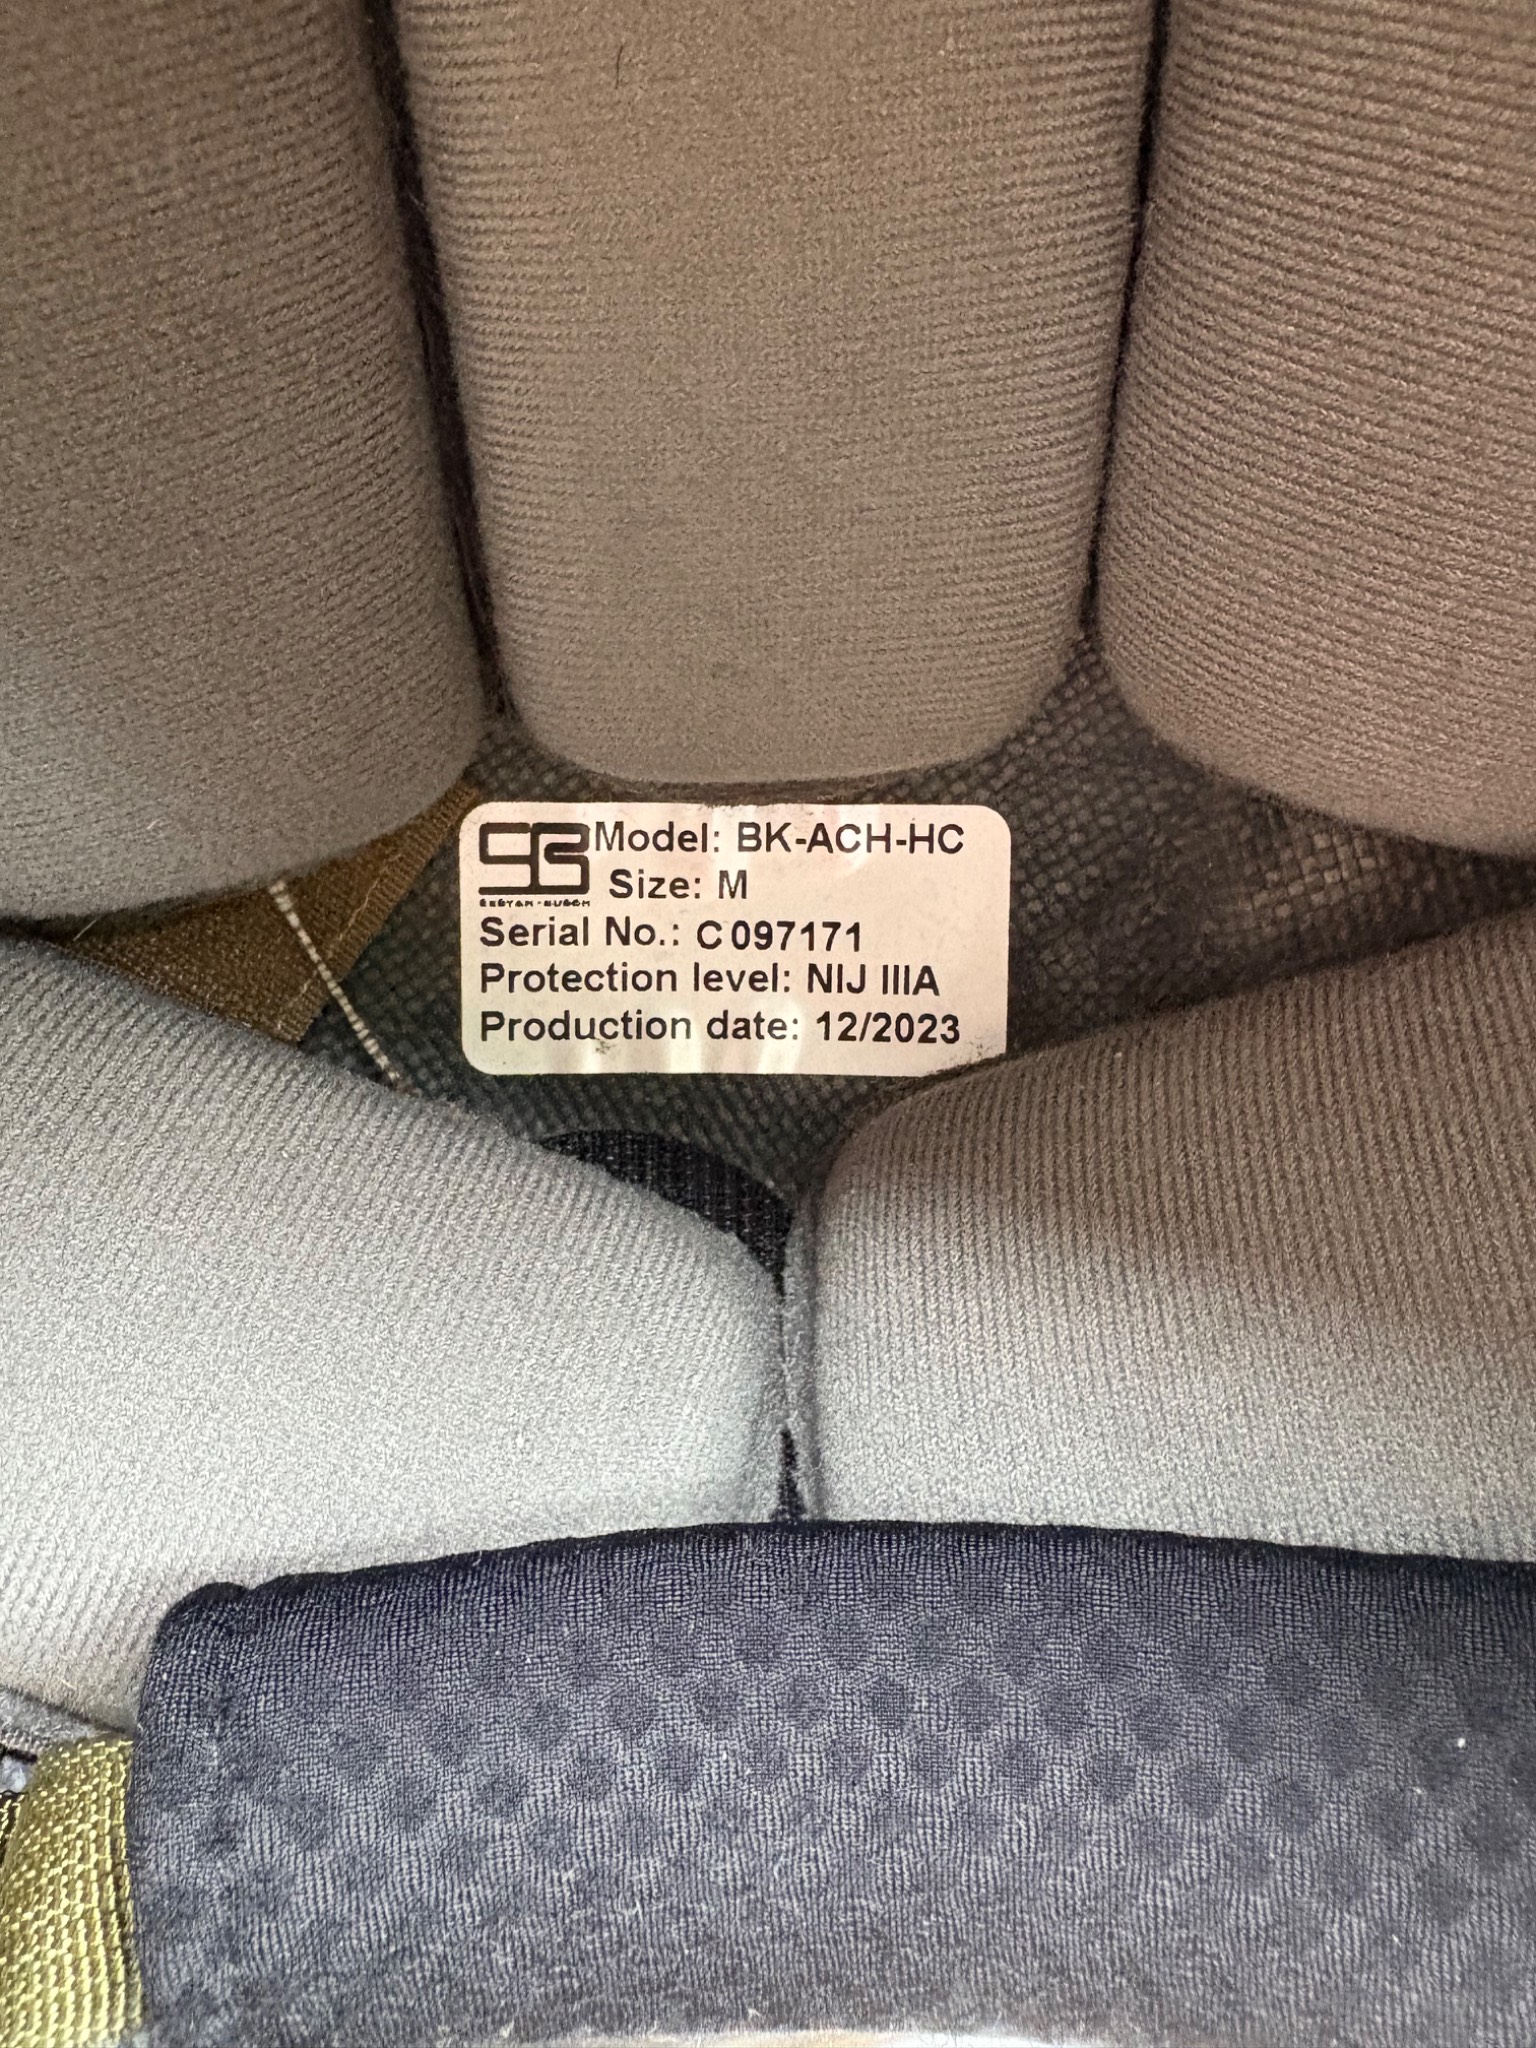 Model: BK-ACH-HC
Size: M
Serial No.: C097171
Protection level: NIJ IIIA
Production date: 12/2023